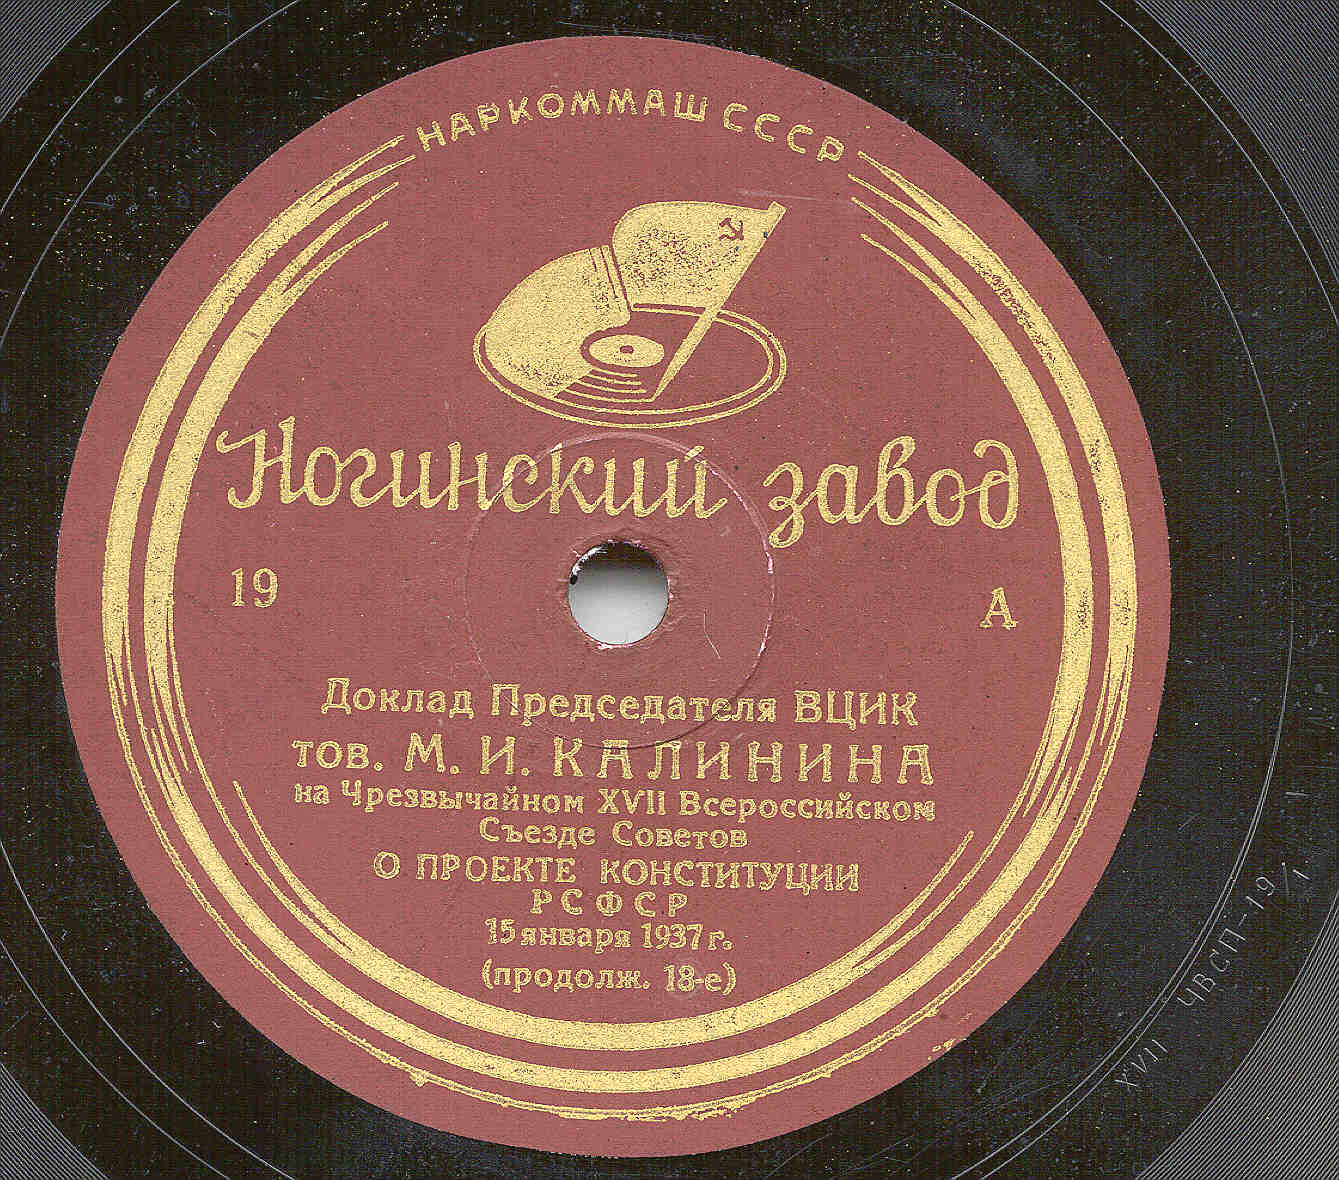 НАРКОММАШ СССР
Ногинский завод
19
А
Доклад Председателя ВЦИК
тов. М. И. КАЛИНИНА
на Чрезвычайном XVII Всероссийском
Съезде Советов
О ПРОЕКТЕ КОНСТИТУЦИИ
РСФСР
15 января 1937 г.
(продолж. 18-е)
XVII ЧВСП-19